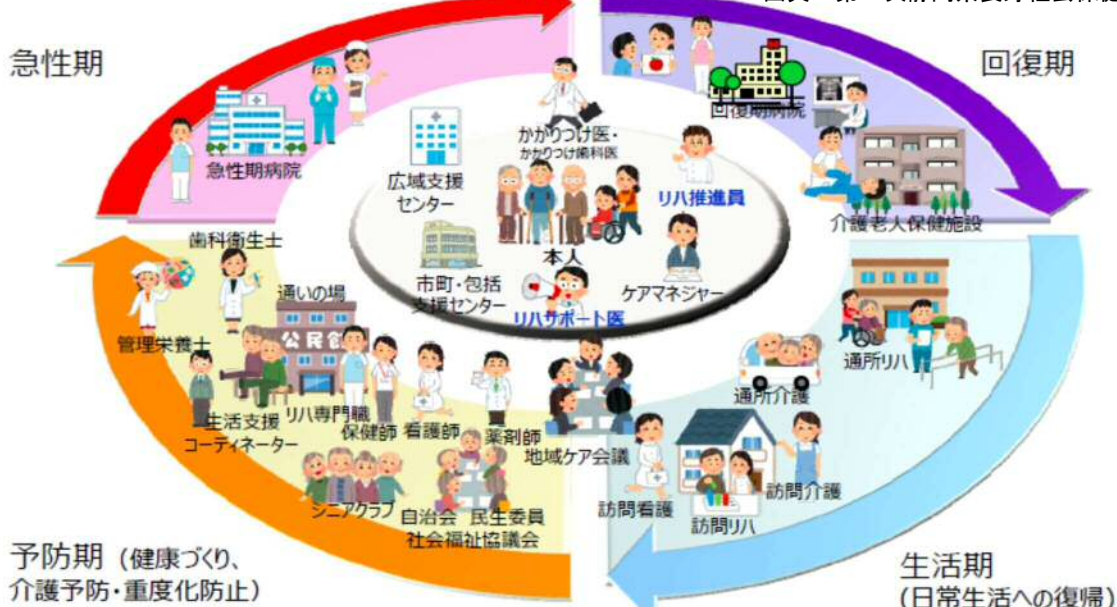 急性期
回復期
急性期病院
広域支援
センター
かかりつけ医・
かかりつけ歯科医
リハ推進員
本人
市町・包括
支援センター
ケアマネジャー
リハサポート医
回復期病院
介護老人保健施設
歯科衛生士
管理栄養士
通いの場
公民館
生活支援
コーディネーター
リハ専門職
保健師
看護師
薬剤師
地域ケア会議
シニアクラブ
自治会 民生委員
社会福祉協議会
通所リハ
通所介護
訪問看護
訪問リハ
訪問介護
予防期 (健康づくり、
介護予防・重度化防止)
生活期
(日常生活への復帰)